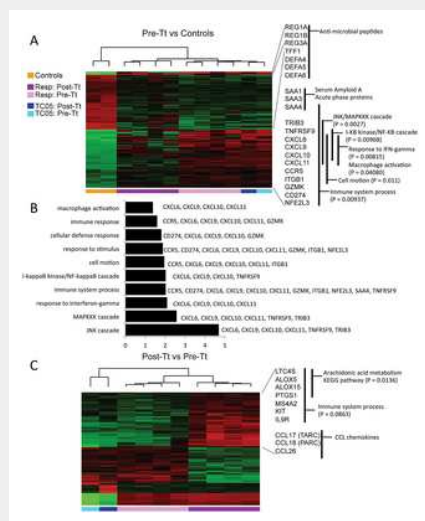 A
Pre-Tt vs Controls
Controls
Resp: Post-Tt
Resp: Pre-Tt
TC05: Post-Tt
TC05: Pre-Tt
REG1A
REG1B
REG3A
TFF1
DEFA4
DEFA5
DEFA6
Anti-microbial peptides
SAA1
SAA3
SAA4
Serum Amyloid A
Acute phase proteins
TRIB3
TNFRSF9
CXCL6
CXCL9
CXCL10
CXCL11
CCR5
ITGB1
GZMK
CD274
NFE2L3
JNK/MAPKKK cascade
(P = 0.0027)
I-KB kinase/NF-KB cascade
(P = 0.00968)
Response to IFN-gamma
(P = 0.00815)
Macrophage activation
(P = 0.04080)
Cell motion (P = 0.011)
Immune system process
(P = 0.00937)
B
macrophage activation
CXCL6, CXCL9, CXCL10, CXCL11
immune response
CCR5, CXCL6, CXCL9, CXCL10, CXCL11, GZMK
cellular defense response
CD274, CXCL6, CXCL9, CXCL10, GZMK
response to stimulus
CCR5, CD274, CXCL6, CXCL9, CXCL10, CXCL11, GZMK, ITGB1, NFE2L3
cell motion
CCR5, CXCL6, CXCL9, CXCL10, CXCL11, ITGB1
I-kappaB kinase/NF-kappaB cascade
CXCL6, CXCL9, CXCL10, TNFRSF9
immune system process
CCR5, CD274, CXCL6, CXCL9, CXCL10, CXCL11, GZMK, ITGB1, NFE2L3, SAA4, TNFRSF9
response to interferon-gamma
CXCL6, CXCL9, CXCL10, CXCL11
MAPKKK cascade
CXCL6, CXCL9, CXCL10, CXCL11, TNFRSF9, TRIB3
JNK cascade
CXCL6, CXCL9, CXCL10, CXCL11, TNFRSF9, TRIB3
0 1 2 3 4 5
C
Post-Tt vs Pre-Tt
LTC4S
ALOX5
ALOX15
PTGS1
MS4A2
KIT
IL9R
Arachidonic acid metabolism
KEGG pathway (P = 0.0136)
Immune system process
(P = 0.0863)
CCL17 (TARC)
CCL18 (PARC)
CCL26
CCL chemokines